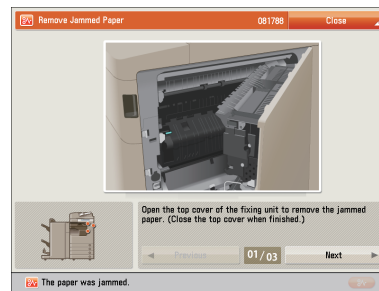 Remove Jammed Paper 081788 Close
Open the top cover of the fixing unit to remove the jammed
paper. (Close the top cover when finished.)
Previous 01/03 Next
The paper was jammed.